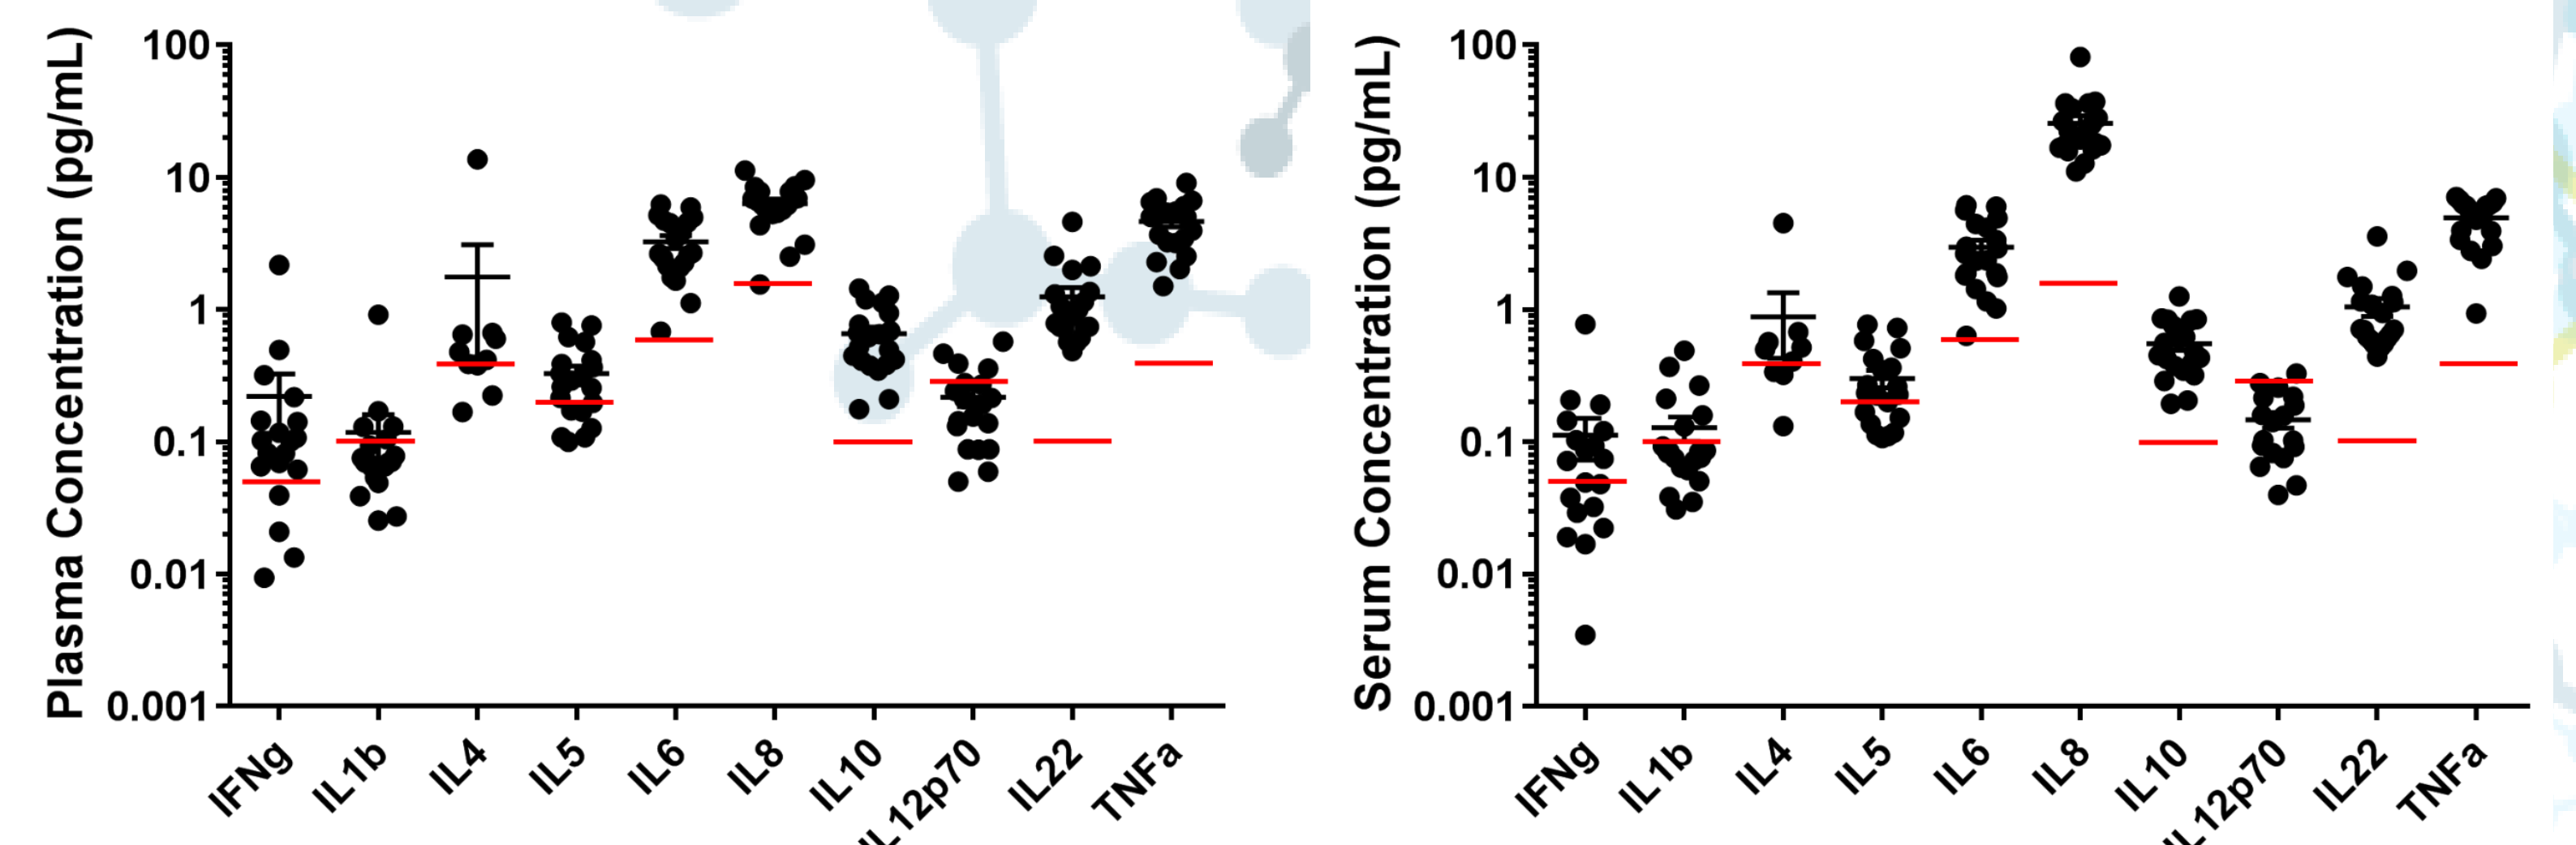 Plasma Concentration (pg/mL)
100
10
1
0.1
0.01
0.001
IFNg
IL1b
IL4
IL5
IL6
IL8
IL10
IL12p70
IL22
TNFa
Serum Concentration (pg/mL)
100
10
1
0.1
0.01
0.001
IFNg
IL1b
IL4
IL5
IL6
IL8
IL10
IL12p70
IL22
TNFa